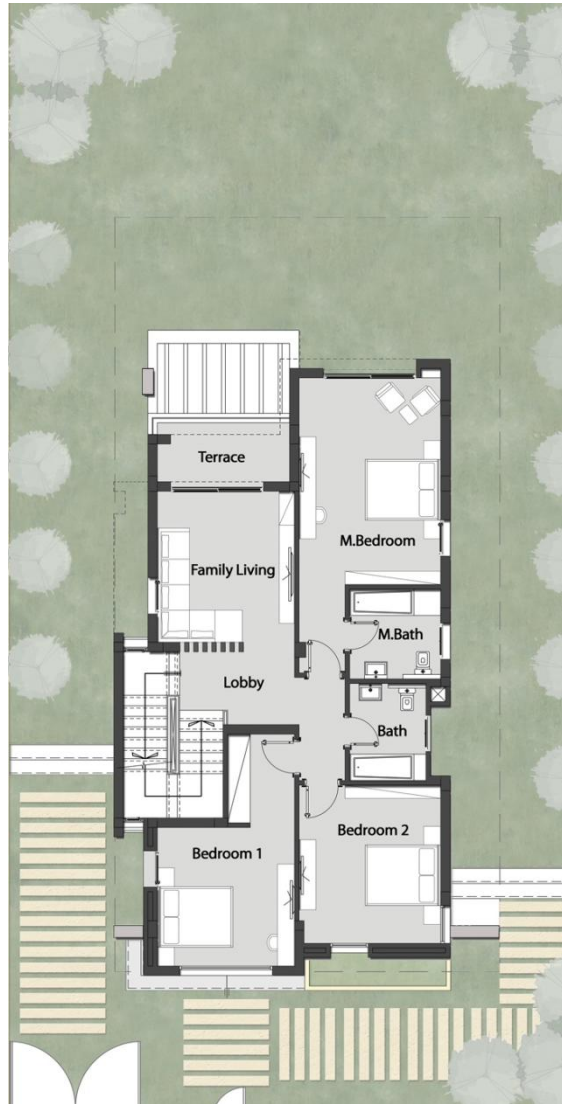 Terrace
Family Living
M.Bedroom
M.Bath
Lobby
Bath
Bedroom 1
Bedroom 2